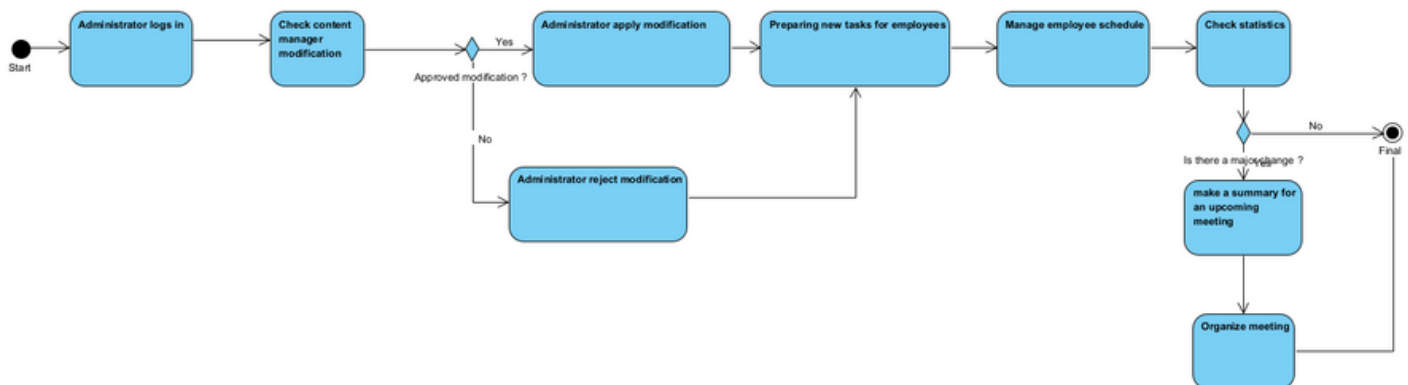 Start
Administrator logs in
Check content
manager
modification
Approved modification ?
Yes
No
Administrator apply modification
Administrator reject modification
Preparing new tasks for employees
Manage employee schedule
Check statistics
Is there a major change ?
Yes
No
Final
make a summary for
an upcoming
meeting
Organize meeting